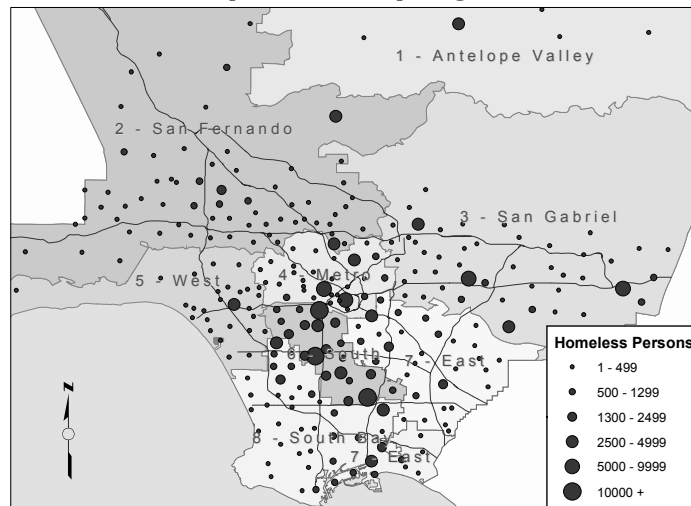 1 - Antelope Valley
2 - San Fernando
3 - San Gabriel
4 - Metro
5 - West
6 - South
7 - East
8 - South Bay
7 - East
Homeless Persons
1 - 499
500 - 1299
1300 - 2499
2500 - 4999
5000 - 9999
10000 +
z